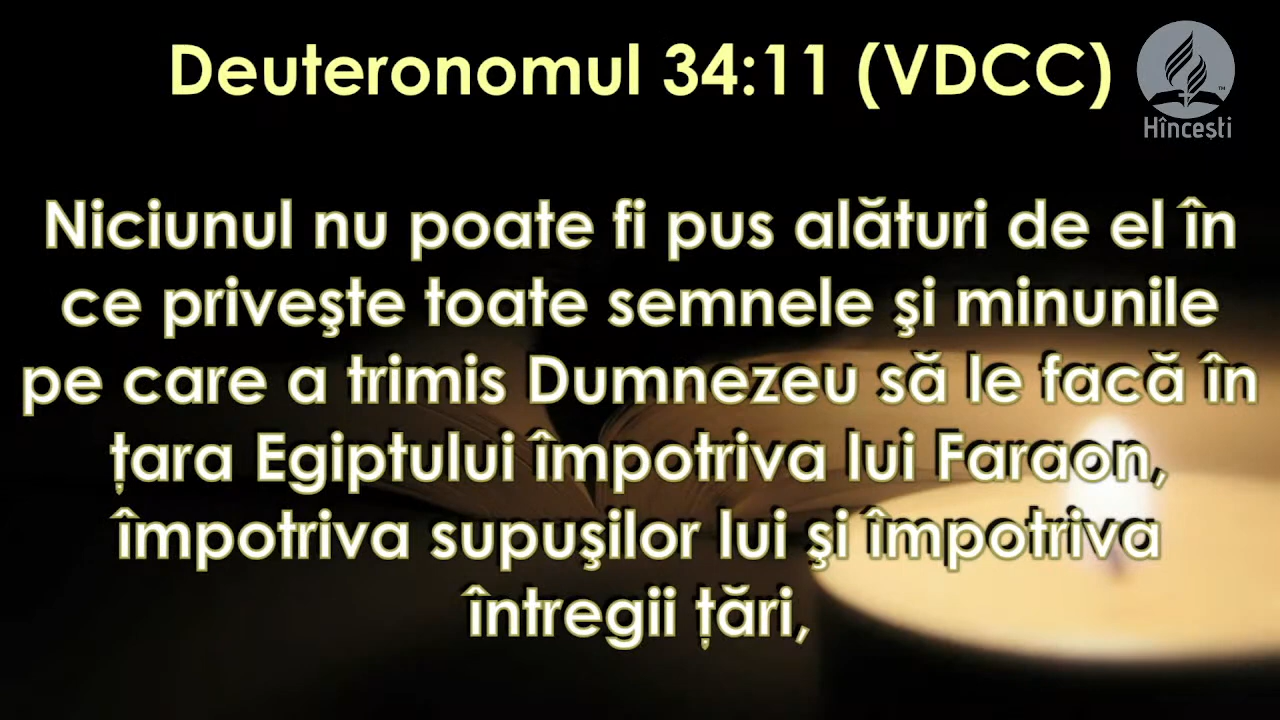 Deuteronomul 34:11 (VDCC)
Hîncești
Niciunul nu poate fi pus alături de el în
ce priveşte toate semnele şi minunile
pe care a trimis Dumnezeu să le facă în
ţara Egiptului împotriva lui Faraon,
împotriva supuşilor lui şi împotriva
întregii ţări,